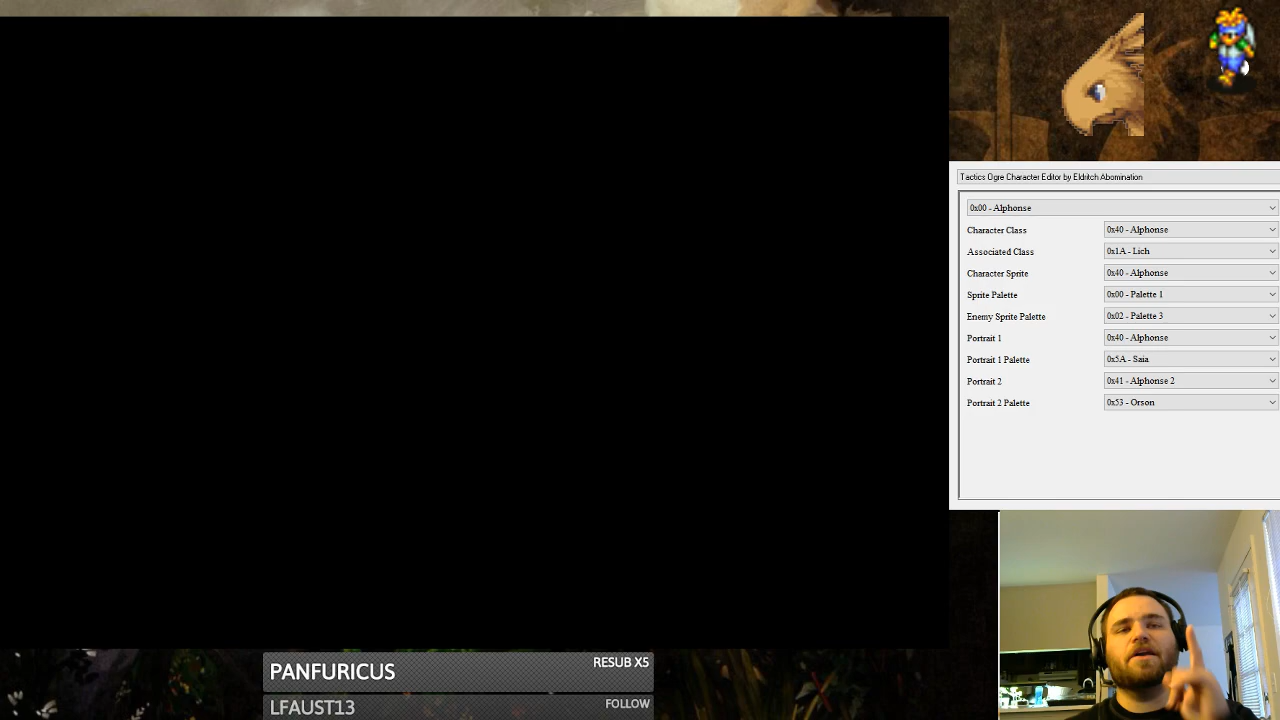 Tactics Ogre Character Editor by Eldritch Abomination
0x00 - Alphonse
Character Class 0x40 - Alphonse
Associated Class 0x1A - Lich
Character Sprite 0x40 - Alphonse
Sprite Palette 0x00 - Palette 1
Enemy Sprite Palette 0x02 - Palette 3
Portrait 1 0x40 - Alphonse
Portrait 1 Palette 0x5A - Saia
Portrait 2 0x41 - Alphonse 2
Portrait 2 Palette 0x53 - Orson
PANFURICUS RESUB X5
LFAUST13 FOLLOW